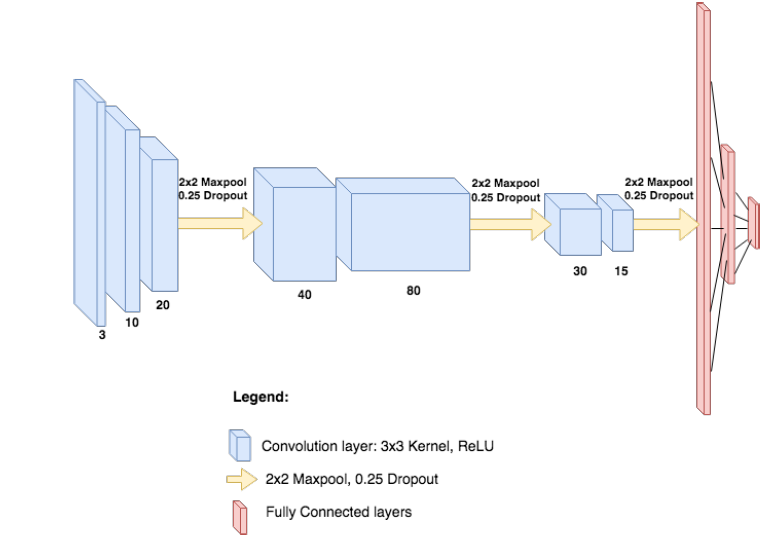 2x2 Maxpool
0.25 Dropout
2x2 Maxpool
0.25 Dropout
2x2 Maxpool
0.25 Dropout
3
10
20
40
80
30
15
Legend:
Convolution layer: 3x3 Kernel, ReLU
2x2 Maxpool, 0.25 Dropout
Fully Connected layers